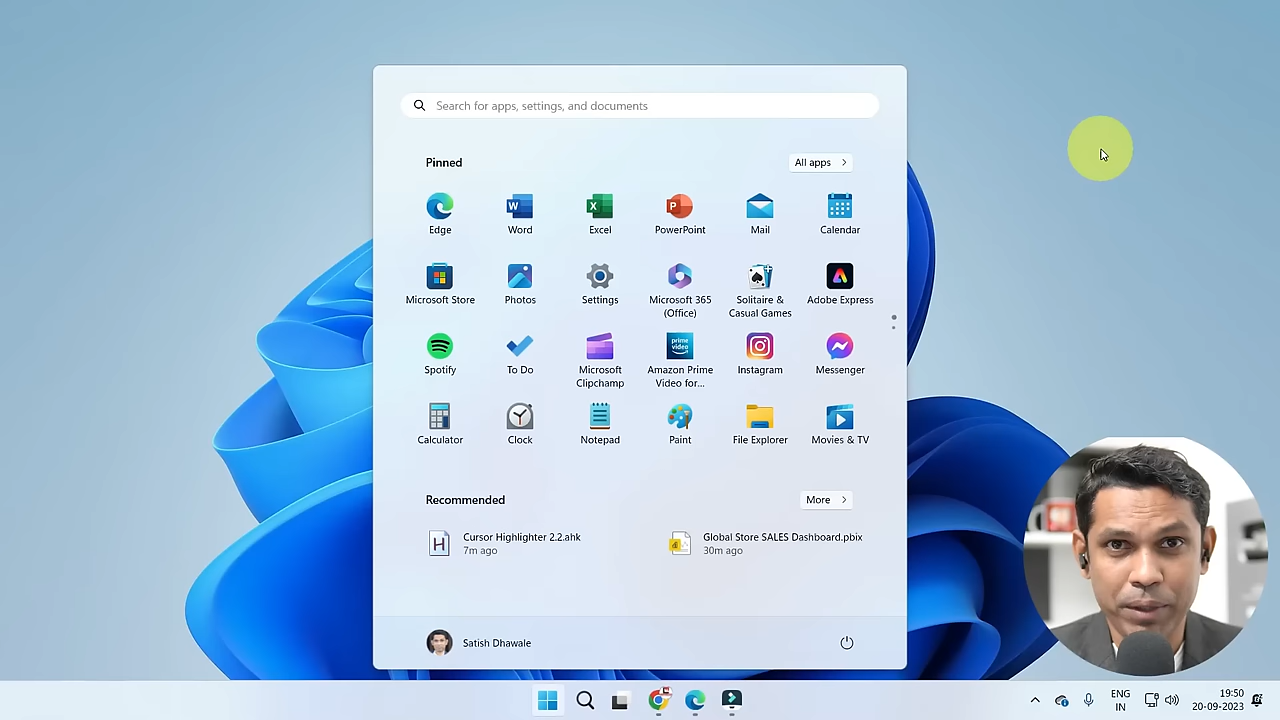 Search for apps, settings, and documents
Pinned
All apps
Edge
Word
Excel
PowerPoint
Mail
Calendar
Microsoft Store
Photos
Settings
Microsoft 365
(Office)
Solitaire &
Casual Games
Adobe Express
Spotify
To Do
Microsoft
Clipchamp
prime
video
Amazon Prime
Video for...
Instagram
Messenger
Calculator
Clock
Notepad
Paint
File Explorer
Movies & TV
Recommended
More
Cursor Highlighter 2.2.ahk
7m ago
Global Store SALES Dashboard.pbix
30m ago
Satish Dhawale
ENG
IN
19:50
20-09-2023